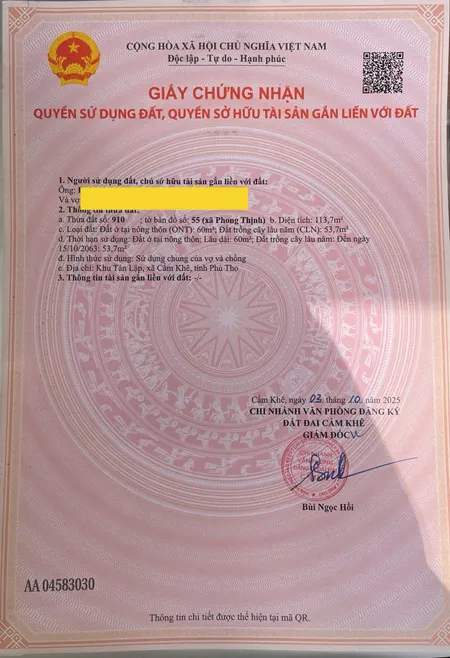 CỘNG HÒA XÃ HỘI CHỦ NGHĨA VIỆT NAM
Độc lập - Tự do - Hạnh phúc
GIẤY CHỨNG NHẬN
QUYỀN SỬ DỤNG ĐẤT, QUYỀN SỞ HỮU TÀI SẢN GẮN LIỀN VỚI ĐẤT
1. Người sử dụng đất, chủ sở hữu tài sản gắn liền với đất:
Ông:
Và vợ
2. Thông tin thửa đất:
a. Thửa đất số: 910 ; tờ bản đồ số: 55 (xã Phong Thịnh) b. Diện tích: 113,7m²
c. Loại đất: Đất ở tại nông thôn (ONT): 60m²; Đất trồng cây lâu năm (CLN): 53,7m²
d. Thời hạn sử dụng: Đất ở tại nông thôn: Lâu dài: 60m²; Đất trồng cây lâu năm: Đến ngày
15/10/2063: 53,7m²
đ. Hình thức sử dụng: Sử dụng chung của vợ và chồng
e. Địa chỉ: Khu Tân Lập, xã Cẩm Khê, tỉnh Phú Thọ
3. Thông tin tài sản gắn liền với đất: -/-
Cẩm Khê, ngày 03 tháng 10 năm 2025
CHI NHÁNH VĂN PHÒNG ĐĂNG KÝ
ĐẤT ĐAI CẨM KHÊ
GIÁM ĐỐC
Bùi Ngọc Hồi
AA 04583030
Thông tin chi tiết được thể hiện tại mã QR.